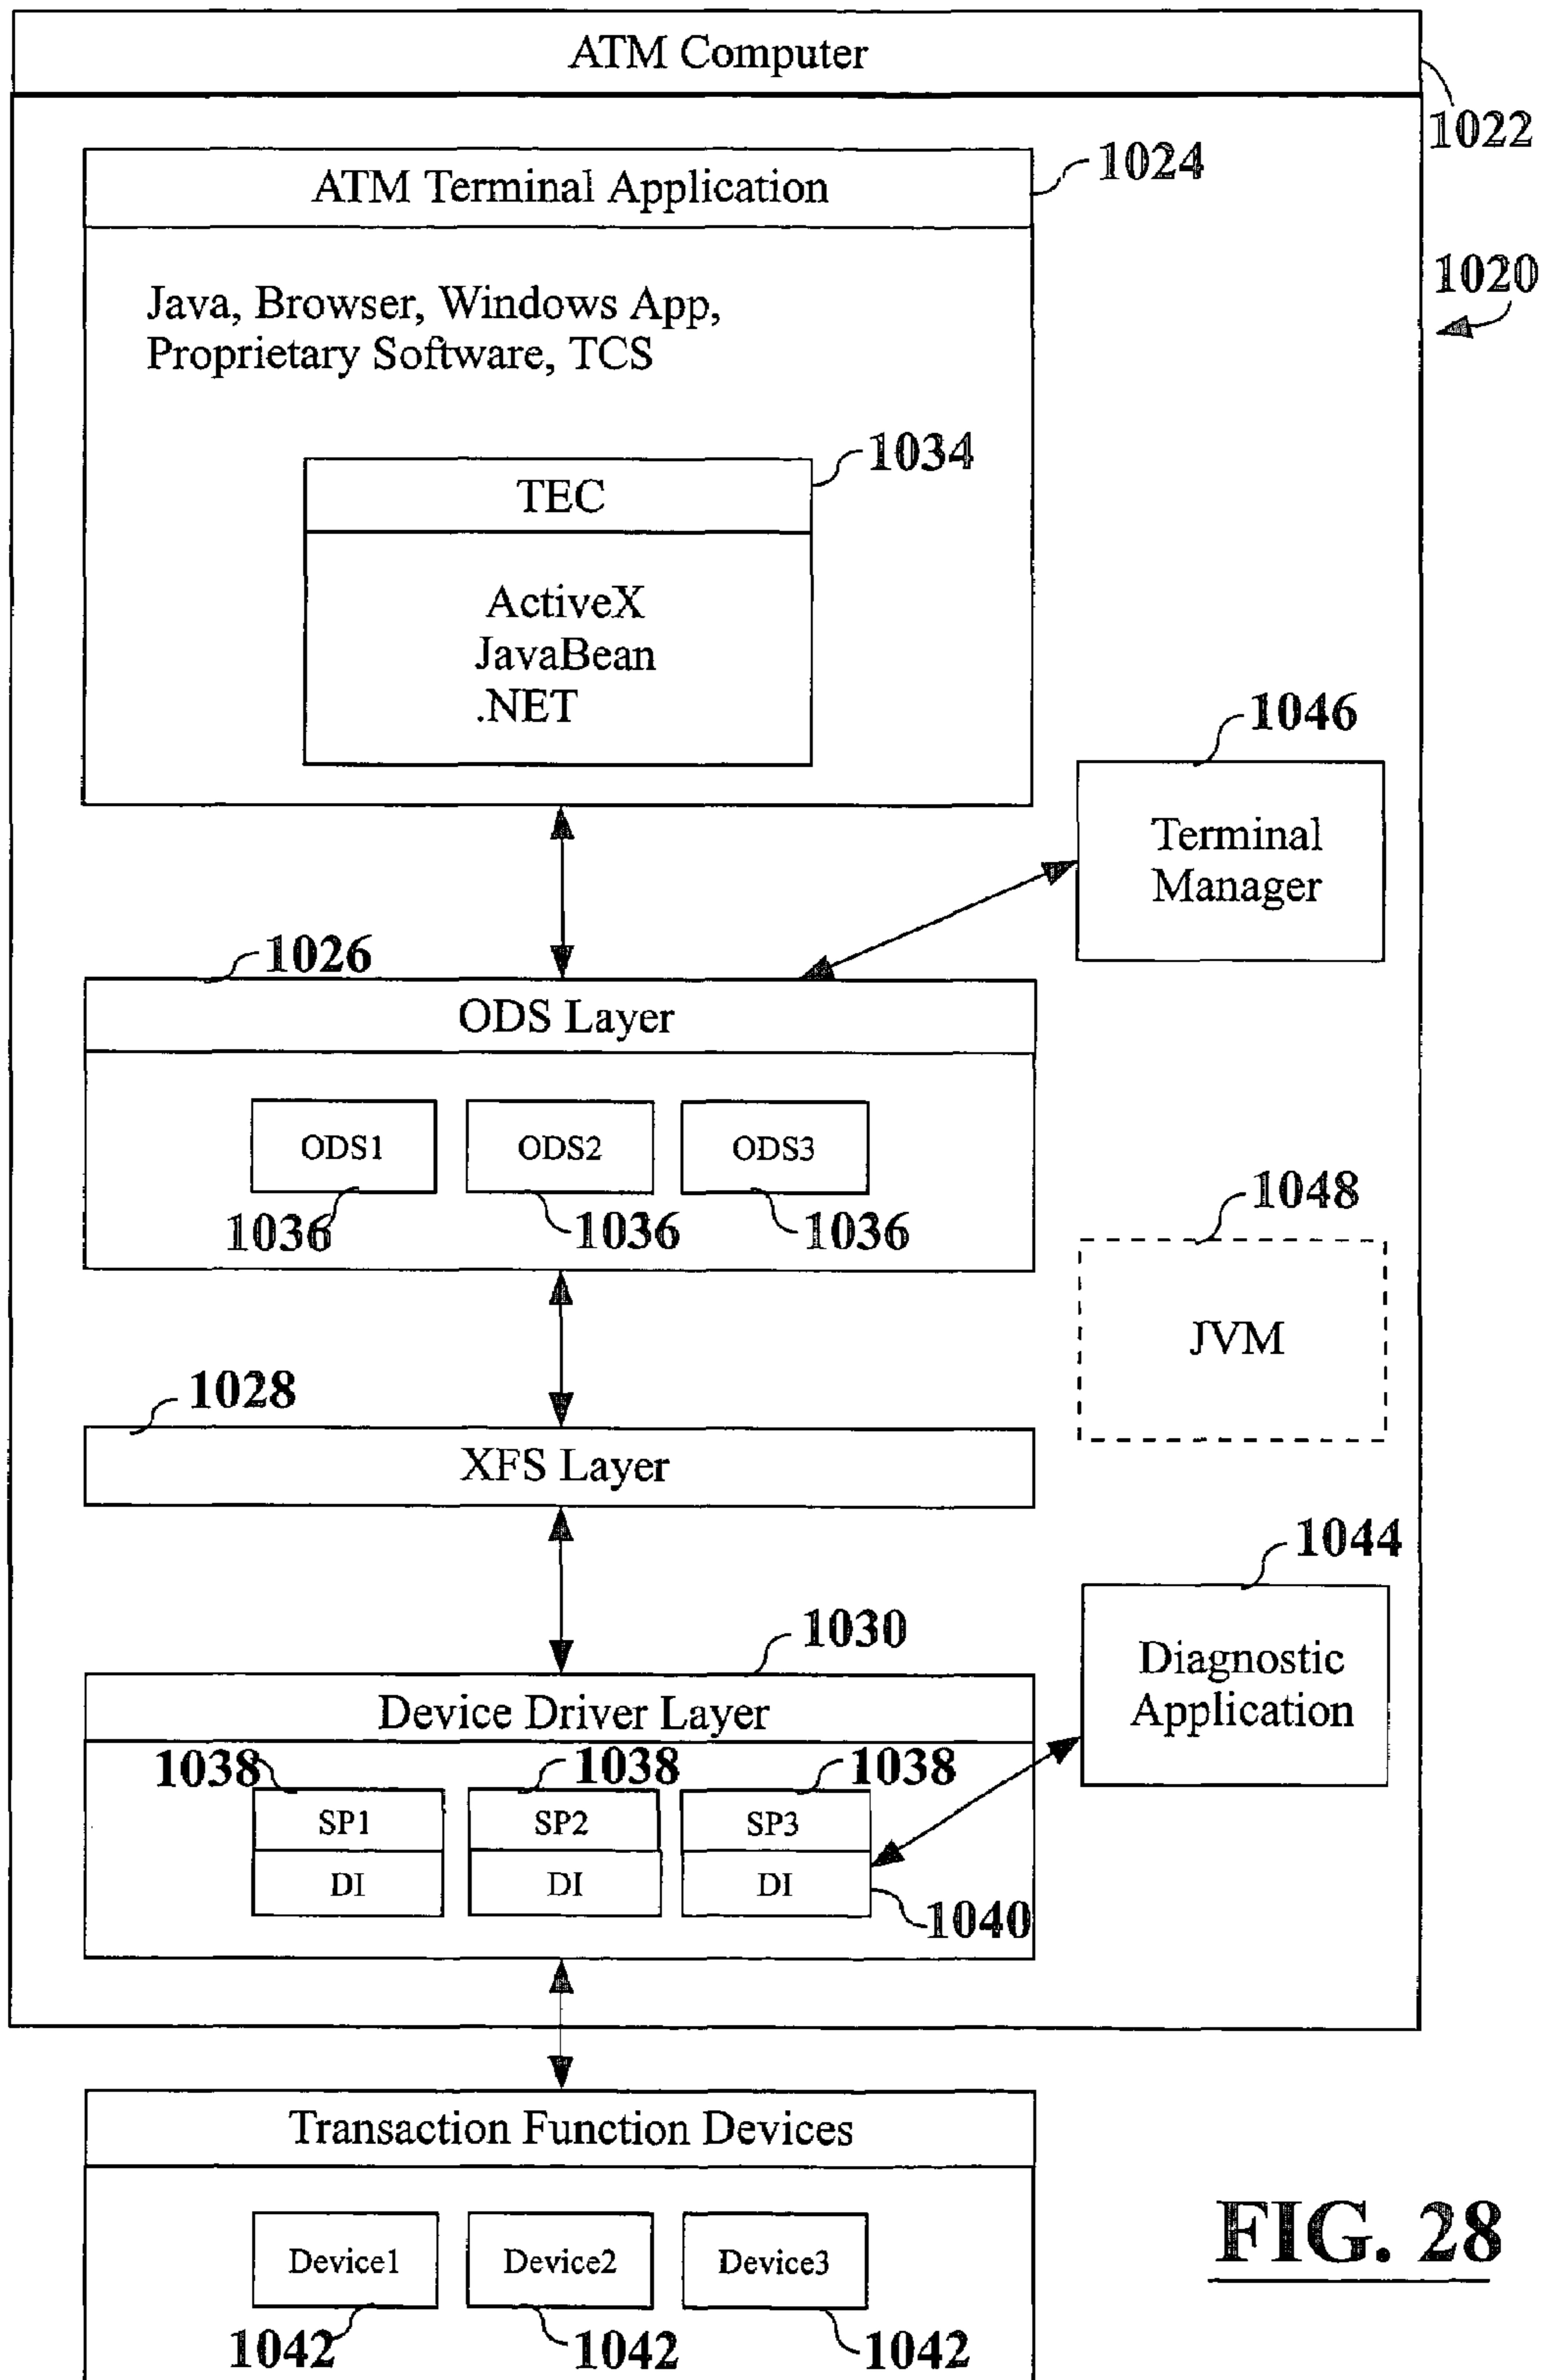 ATM Computer
1022
ATM Terminal Application
1024
1020
Java, Browser, Windows App,
Proprietary Software, TCS
1034
TEC
ActiveX
JavaBean
.NET
1046
Terminal
Manager
1026
ODS Layer
ODS1 ODS2 ODS3
1036 1036 1036
1048
JVM
1028
XFS Layer
1044
Diagnostic
Application
1030
Device Driver Layer
1038 1038 1038
SP1 SP2 SP3
DI DI DI
1040
Transaction Function Devices
Device1 Device2 Device3
1042 1042 1042
FIG. 28